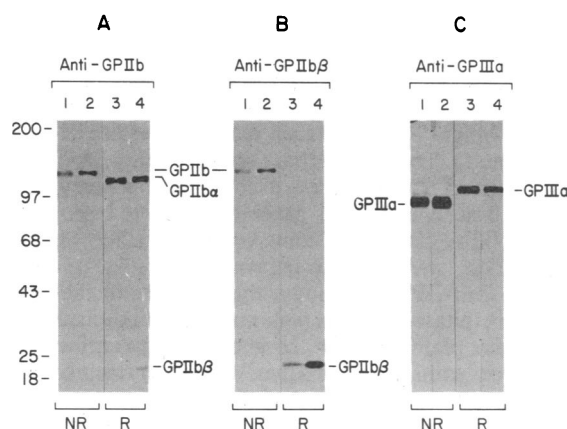 A B C
Anti-GPIIb Anti-GPIIbβ Anti-GPIIIa
1 2 3 4 1 2 3 4 1 2 3 4
200
GPIIb
GPIIbα
97
GPIIIa
GPIIIa
68
43
25
GPIIbβ GPIIbβ
18
NR R NR R NR R